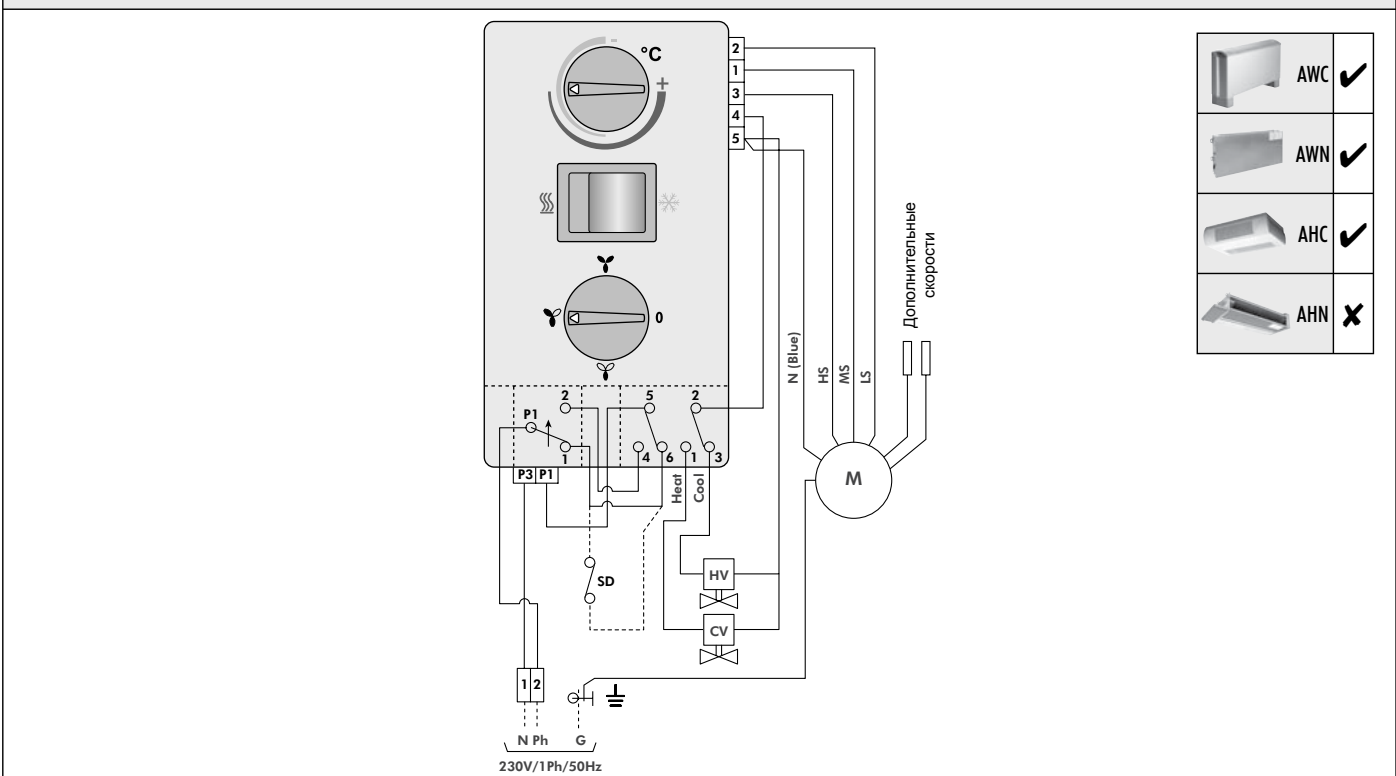 °C
-
+
2
1
3
4
5
0
N (Blue)
HS
MS
LS
Дополнительные
скорости
P1
2
1
5
4
6
2
1
3
P3
P1
Heat
Cool
M
SD
HV
CV
1
2
N Ph
G
230V/1Ph/50Hz
AWC
AWN
AHC
AHN